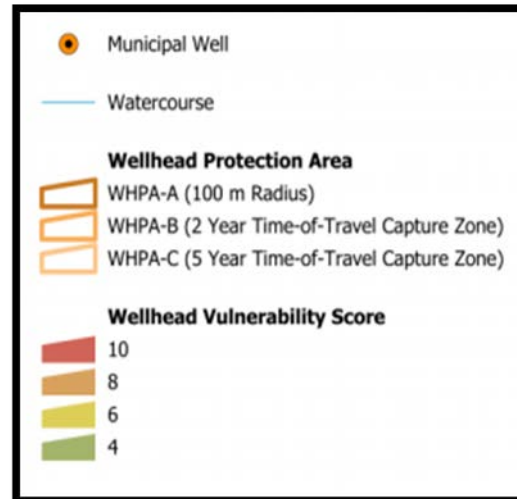 Municipal Well
Watercourse
Wellhead Protection Area
WHPA-A (100 m Radius)
WHPA-B (2 Year Time-of-Travel Capture Zone)
WHPA-C (5 Year Time-of-Travel Capture Zone)
Wellhead Vulnerability Score
10
8
6
4